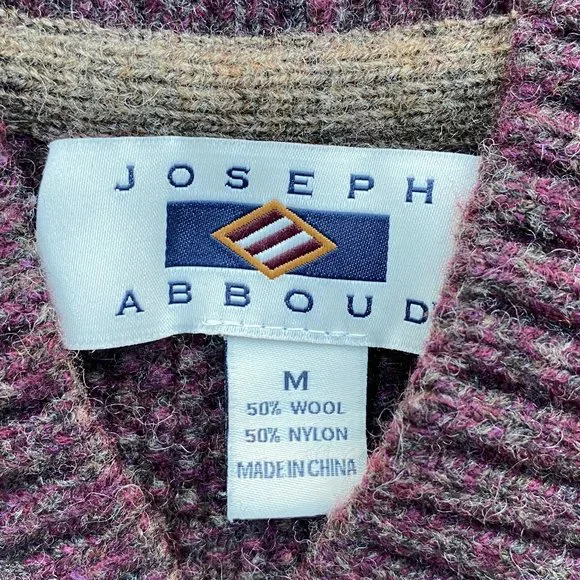 JOSEPH
ABBOUD
M
50% WOOL
50% NYLON
MADE IN CHINA